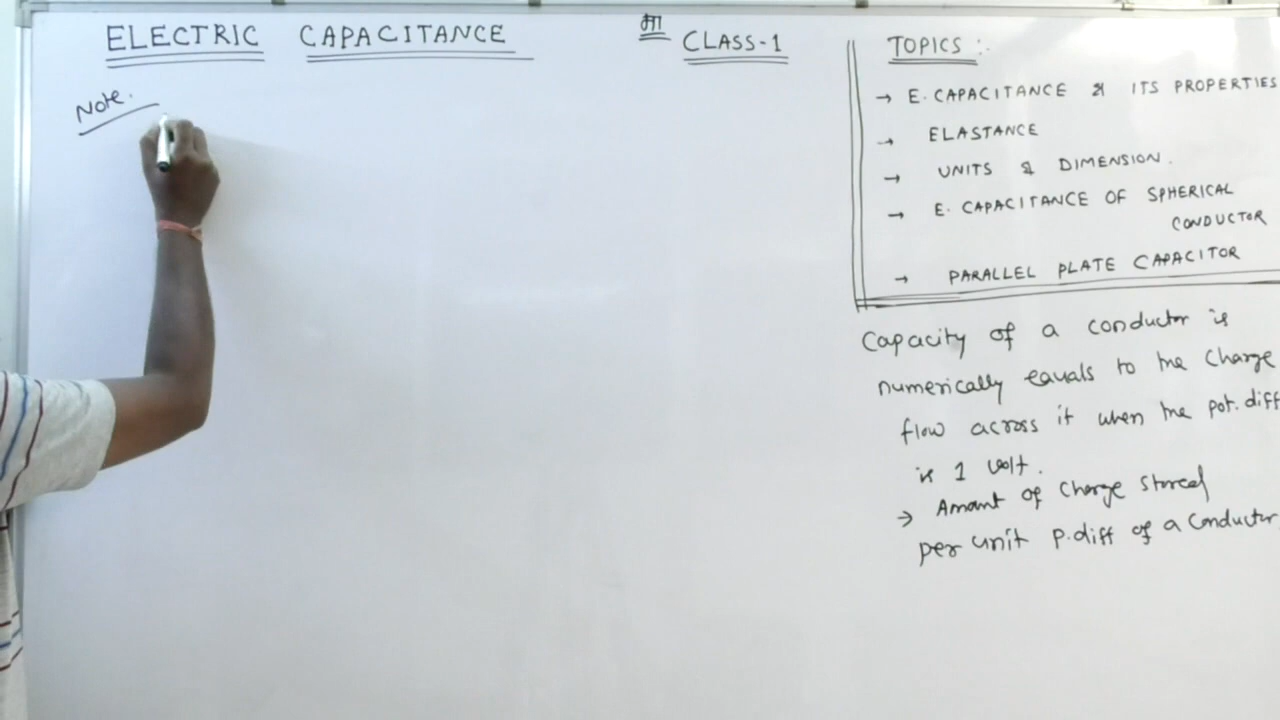 ELECTRIC CAPACITANCE
मा
CLASS-1
Note.
TOPICS :-
→ E. CAPACITANCE & ITS PROPERTIES
→ ELASTANCE
→ UNITS & DIMENSION.
→ E. CAPACITANCE OF SPHERICAL
CONDUCTOR
→ PARALLEL PLATE CAPACITOR
Capacity of a conductor is
numerically equals to the charge
flow across it when the pot. diff
is 1 volt.
→ Amount of charge stored
per unit p.diff of a conductor